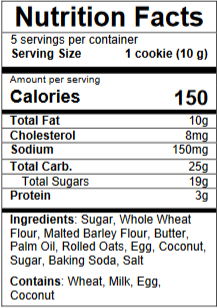 Nutrition Facts
5 servings per container
Serving Size 1 cookie (10 g)
Amount per serving
Calories 150
Total Fat 10g
Cholesterol 8mg
Sodium 150mg
Total Carb. 25g
Total Sugars 19g
Protein 3g
Ingredients: Sugar, Whole Wheat
Flour, Malted Barley Flour, Butter,
Palm Oil, Rolled Oats, Egg, Coconut,
Sugar, Baking Soda, Salt
Contains: Wheat, Milk, Egg,
Coconut